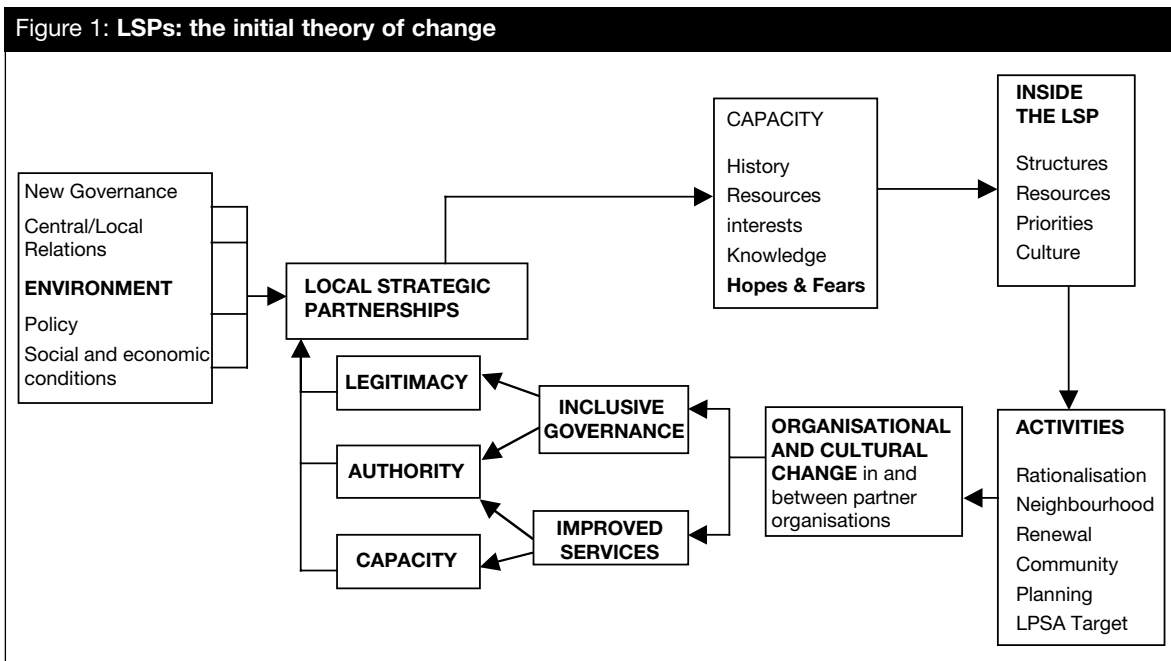 Figure 1: LSPs: the initial theory of change
New Governance
Central/Local
Relations
ENVIRONMENT
Policy
Social and economic
conditions
LOCAL STRATEGIC
PARTNERSHIPS
CAPACITY
History
Resources
interests
Knowledge
Hopes & Fears
INSIDE
THE LSP
Structures
Resources
Priorities
Culture
ACTIVITIES
Rationalisation
Neighbourhood
Renewal
Community
Planning
LPSA Target
ORGANISATIONAL
AND CULTURAL
CHANGE in and
between partner
organisations
INCLUSIVE
GOVERNANCE
IMPROVED
SERVICES
LEGITIMACY
AUTHORITY
CAPACITY